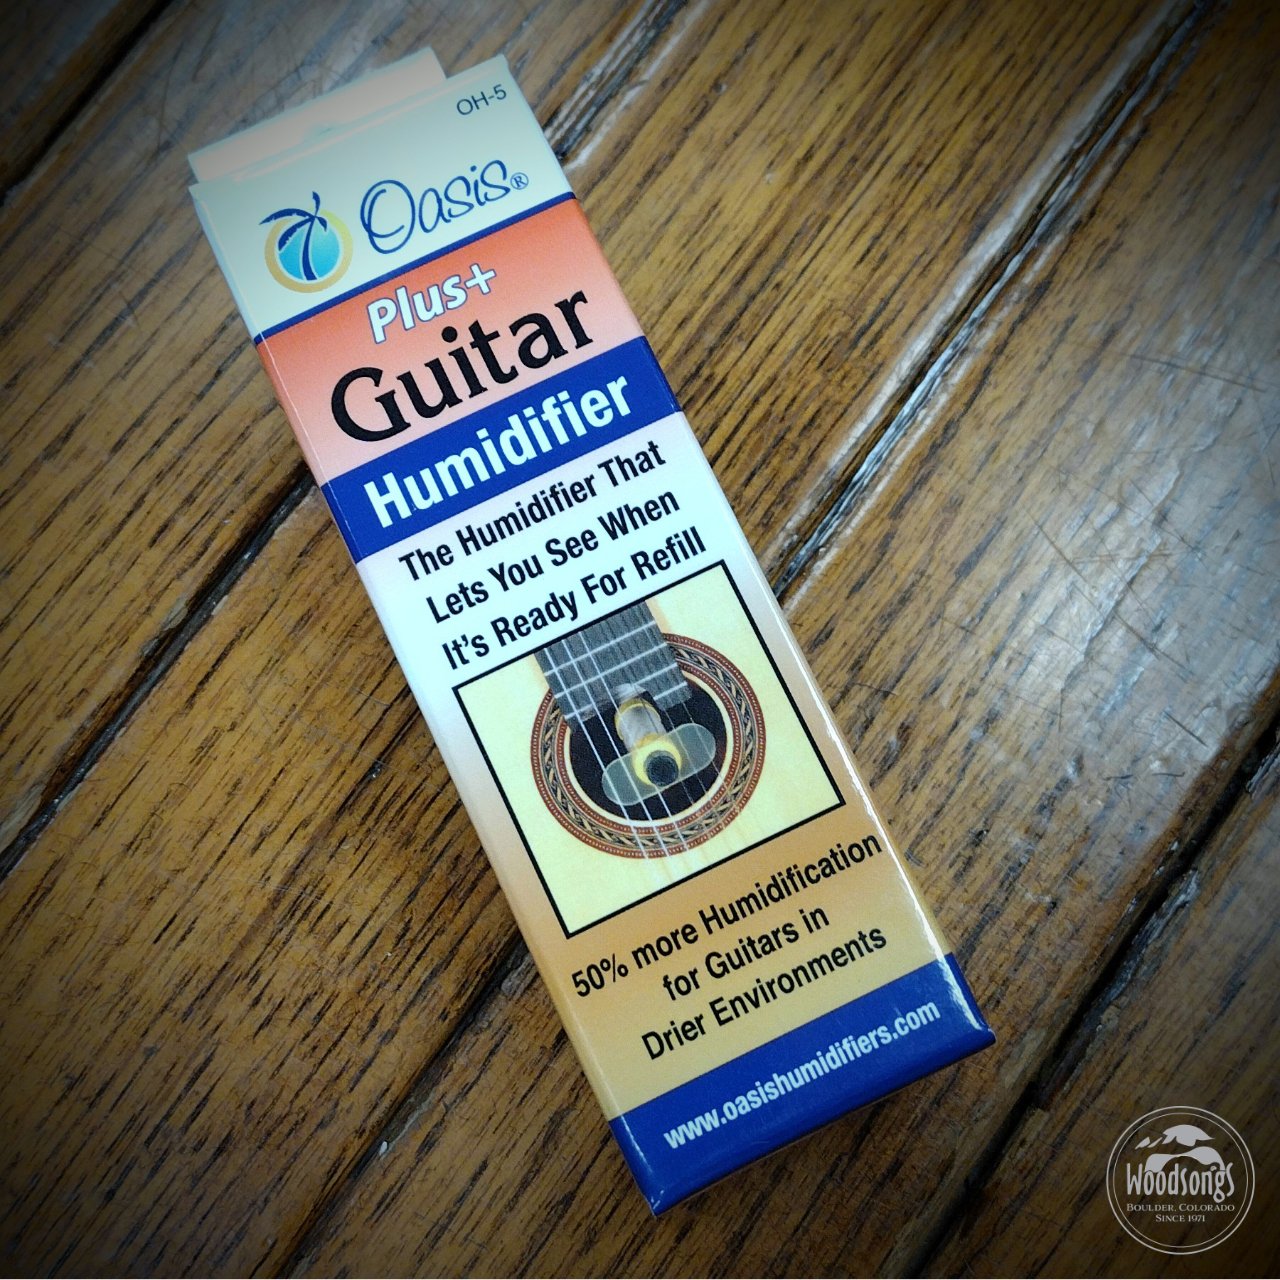 OH-5
Oasis®
Plus+
Guitar
Humidifier
The Humidifier That
Lets You See When
It's Ready For Refill
50% more Humidification
for Guitars in
Drier Environments
www.oasishumidifiers.com
Woodsongs
BOULDER, COLORADO
SINCE 1971